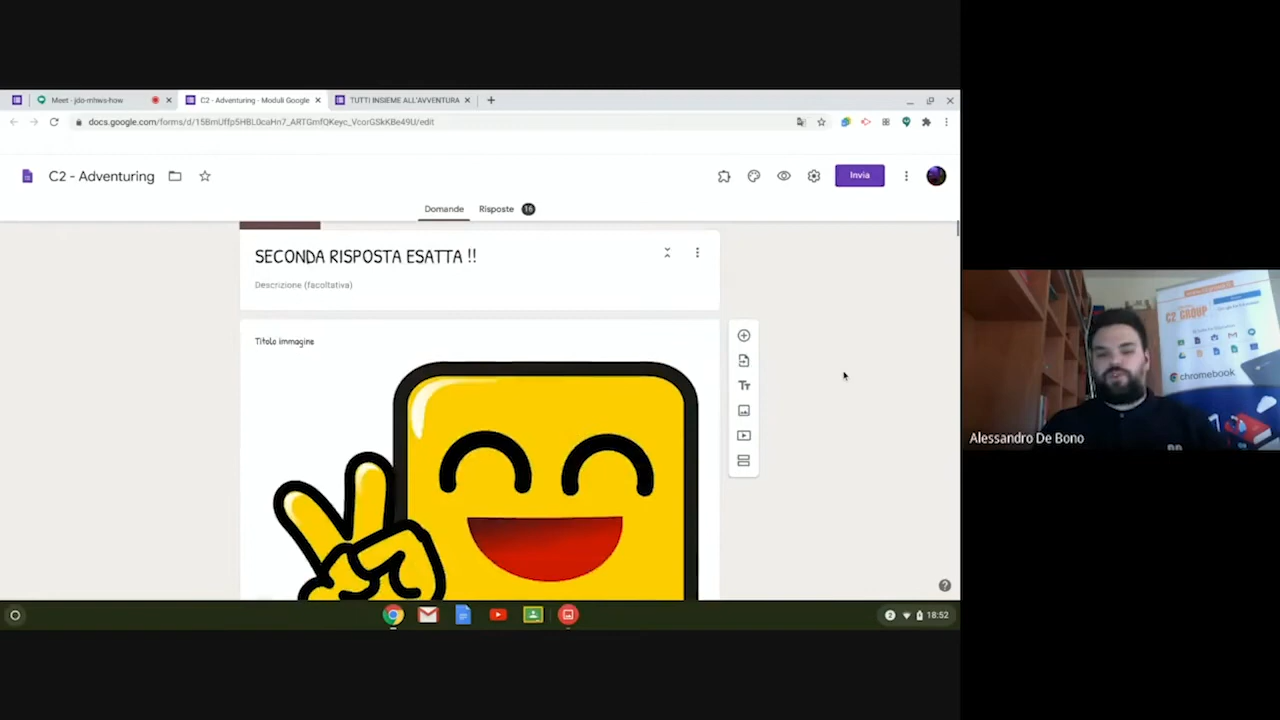 Meet - jdo-mhws-how
C2 - Adventuring - Moduli Google
TUTTI INSIEME ALL'AVVENTURA
docs.google.com/forms/d/15BmUffp5HBL0caHn7_ARTGmfQKeyc_VcorGSkKBe49U/edit
C2 - Adventuring
Invia
Domande
Risposte 16
SECONDA RISPOSTA ESATTA !!
Descrizione (facoltativa)
Titolo immagine
Tт
C2 GROUP
chromebook
Alessandro De Bono
2
18:52